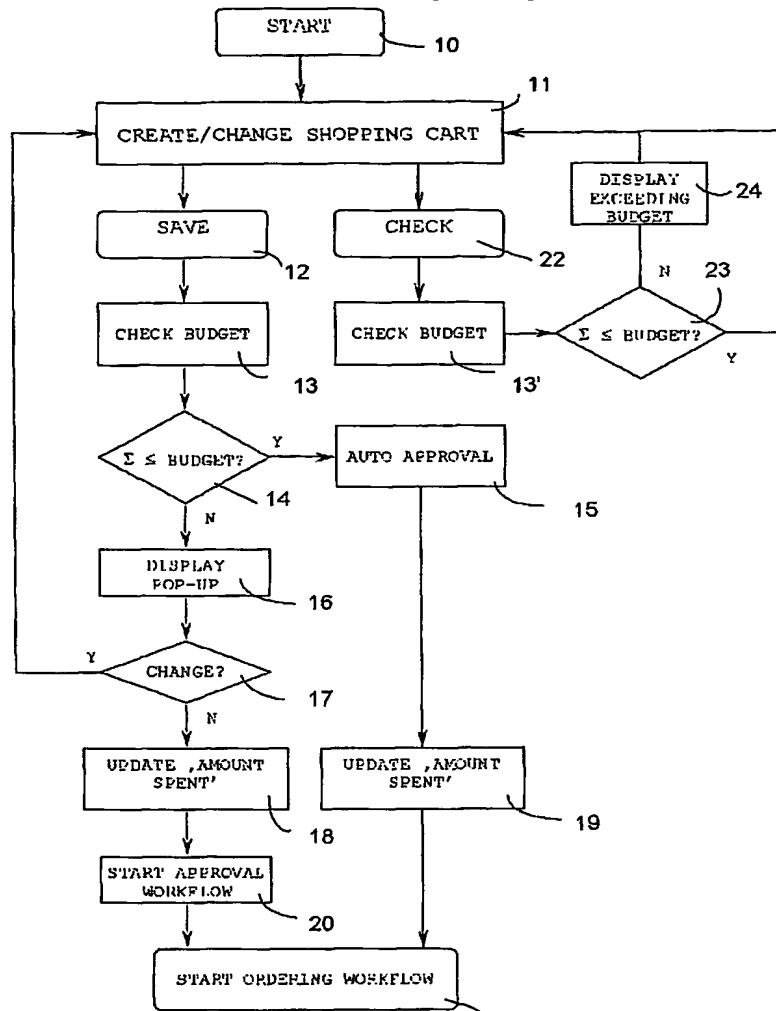 START
10
11
CREATE/CHANGE SHOPPING CART
SAVE
12
CHECK
22
DISPLAY
EXCEEDING
BUDGET
24
N
23
CHECK BUDGET
13
CHECK BUDGET
13'
Σ ≤ BUDGET?
Y
Σ ≤ BUDGET?
Y
14
N
AUTO APPROVAL
15
DISPLAY
POP-UP
16
Y
CHANGE?
17
N
UPDATE ‚AMOUNT
SPENT'
18
UPDATE ‚AMOUNT
SPENT'
19
START APPROVAL
WORKFLOW
20
START ORDERING WORKFLOW